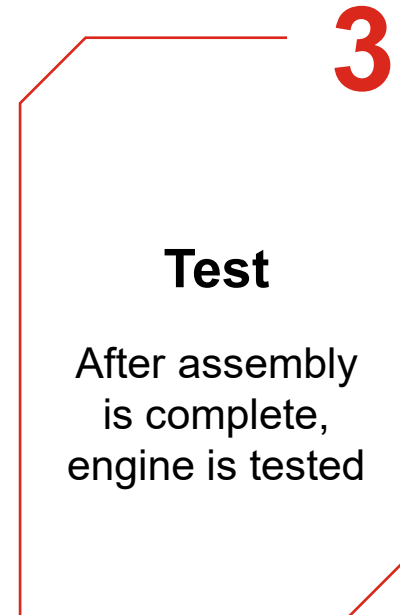 3
Test
After assembly
is complete,
engine is tested